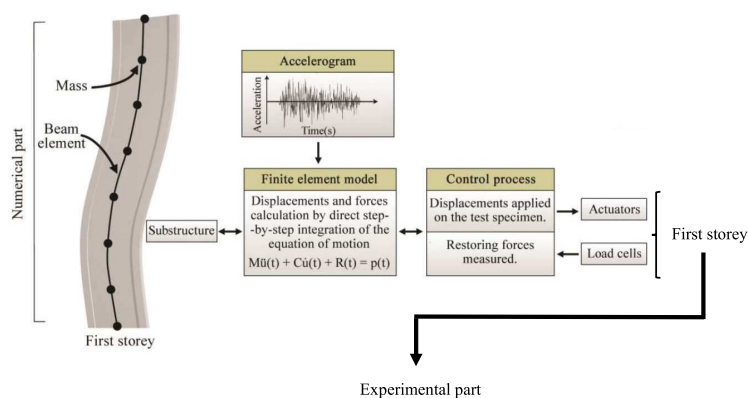 Numerical part
Mass
Beam
element
First storey
Accelerogram
Acceleration
Time(s)
Substructure
Finite element model
Displacements and forces
calculation by direct step-
-by-step integration of the
equation of motion
Mü(t) + Cu̇(t) + R(t) = p(t)
Control process
Displacements applied
on the test specimen.
Restoring forces
measured.
Actuators
Load cells
First storey
Experimental part